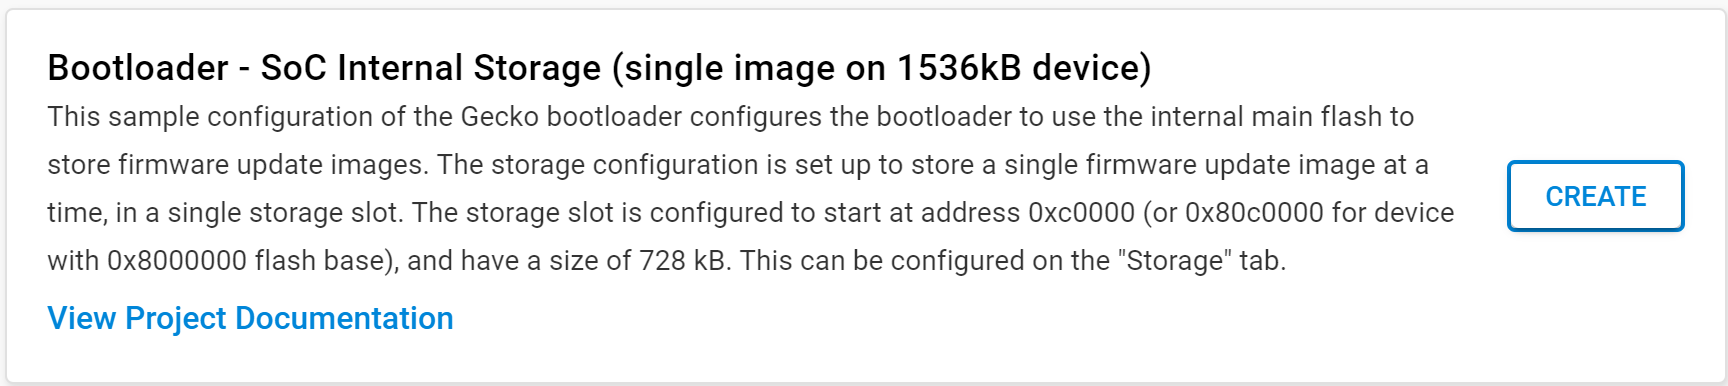 Bootloader - SoC Internal Storage (single image on 1536kB device)
This sample configuration of the Gecko bootloader configures the bootloader to use the internal main flash to
store firmware update images. The storage configuration is set up to store a single firmware update image at a
time, in a single storage slot. The storage slot is configured to start at address 0xc0000 (or 0x80c0000 for device
with 0x8000000 flash base), and have a size of 728 kB. This can be configured on the "Storage" tab.
View Project Documentation
CREATE